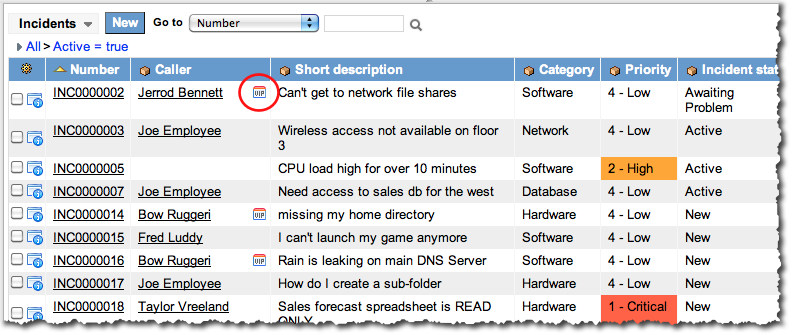 Incidents New Go to Number
All > Active = true
Number Caller Short description Category Priority Incident stat
INC0000002 Jerrod Bennett VIP Can't get to network file shares Software 4 - Low Awaiting
Problem
INC0000003 Joe Employee Wireless access not available on floor Network 4 - Low Active
3
INC0000005 CPU load high for over 10 minutes Software 2 - High Active
INC0000007 Joe Employee Need access to sales db for the west Database 4 - Low Active
INC0000014 Bow Ruggeri VIP missing my home directory Hardware 4 - Low New
INC0000015 Fred Luddy I can't launch my game anymore Software 4 - Low New
INC0000016 Bow Ruggeri VIP Rain is leaking on main DNS Server Software 4 - Low New
INC0000017 Joe Employee How do I create a sub-folder Hardware 4 - Low New
INC0000018 Taylor Vreeland Sales forecast spreadsheet is READ Hardware 1 - Critical New
ONLY